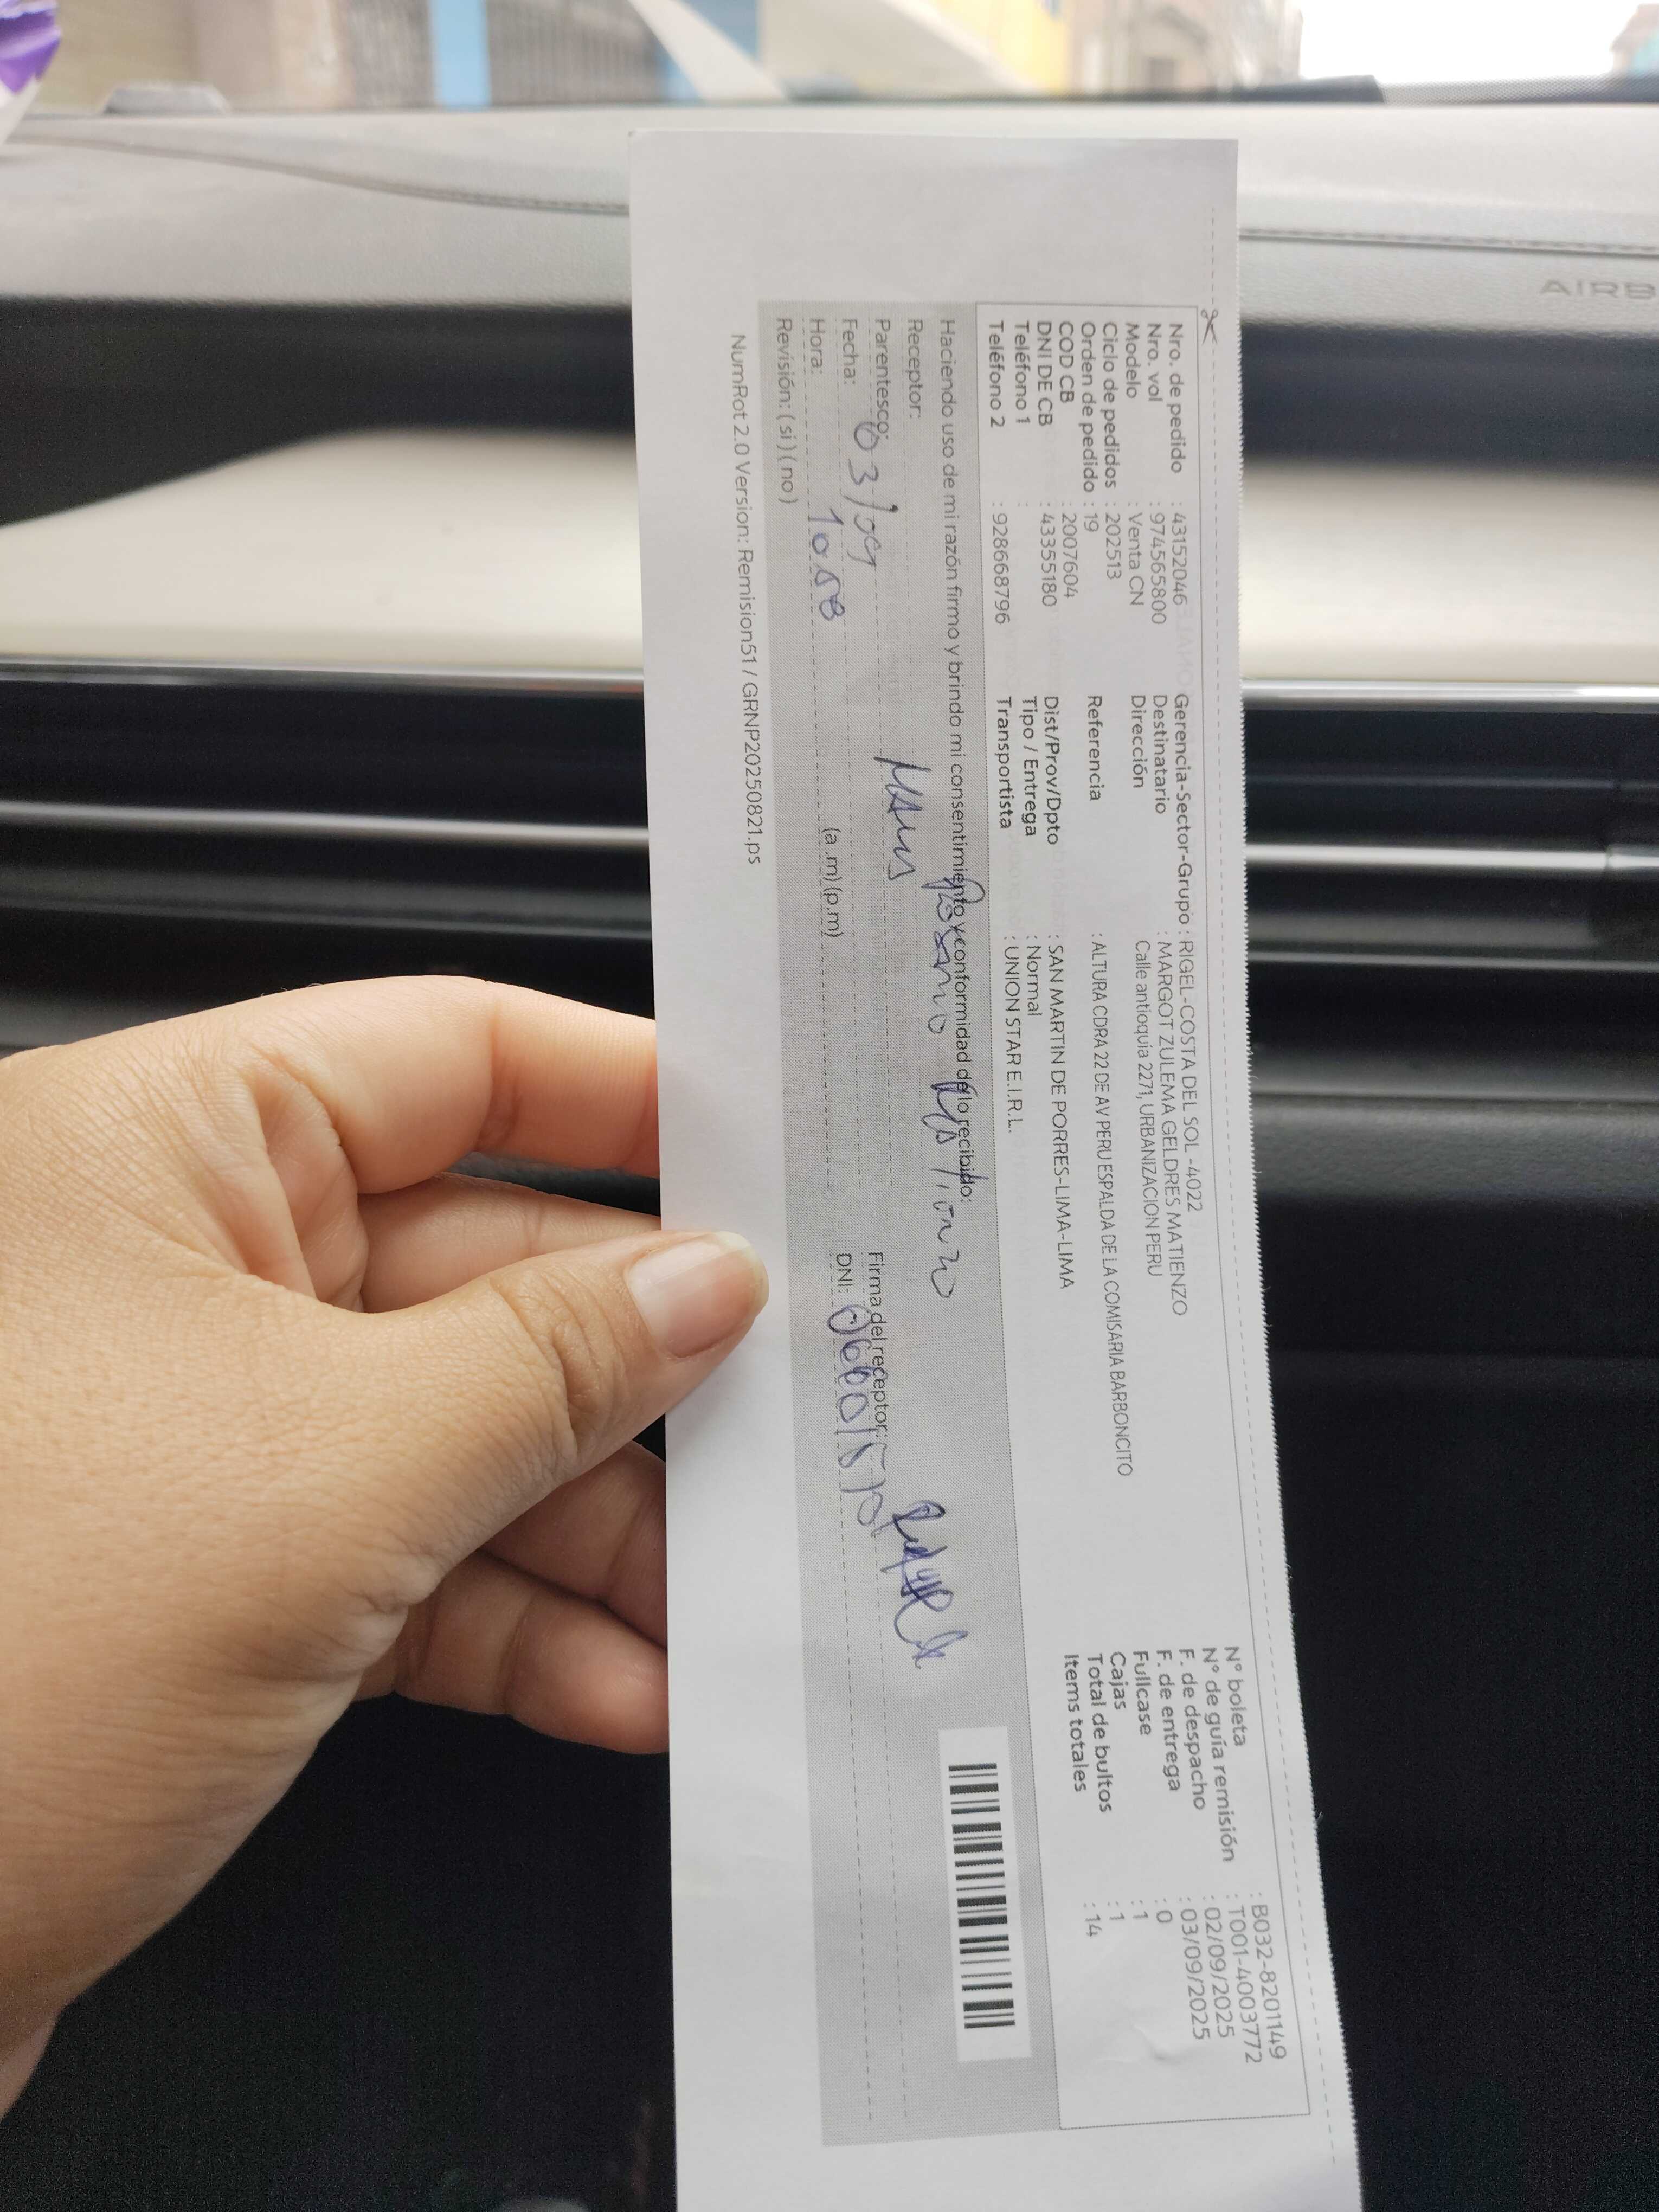 AIRB
Nro. de pedido : 43152046
Nro. vol : 974565800
Modelo : Venta CN
Ciclo de pedidos : 202513
Orden de pedido : 19
COD CB : 2007604
DNI DE CB : 43355180
Teléfono 1 :
Teléfono 2 : 928668796
Gerencia-Sector-Grupo : RIGEL-COSTA DEL SOL -4022
Destinatario : MARGOT ZULEMA GELDRES MATIENZO
Dirección : Calle antioquia 2271, URBANIZACION PERU
Referencia : ALTURA CDRA 22 DE AV PERU ESPALDA DE LA COMISARIA BARBONCITO
Dist/Prov/Dpto : SAN MARTIN DE PORRES-LIMA-LIMA
Tipo / Entrega : Normal
Transportista : UNION STAR E.I.R.L.
N° boleta : B032-8201149
N° de guía remisión : T001-4003772
F. de despacho : 02/09/2025
F. de entrega : 03/09/2025
Fullcase : 0
Cajas : 1
Total de bultos : 1
Items totales : 14
Haciendo uso de mi razón firmo y brindo mi consentimiento y conformidad de lo recibido:
Receptor:
Parentesco:
Fecha: 03/09
Hora: 10:58 (a.m) (p.m)
Revisión: ( si ) ( no )
Firma del receptor:
DNI:
NumRot 2.0 Version: Remision51 / GRNP20250821.ps